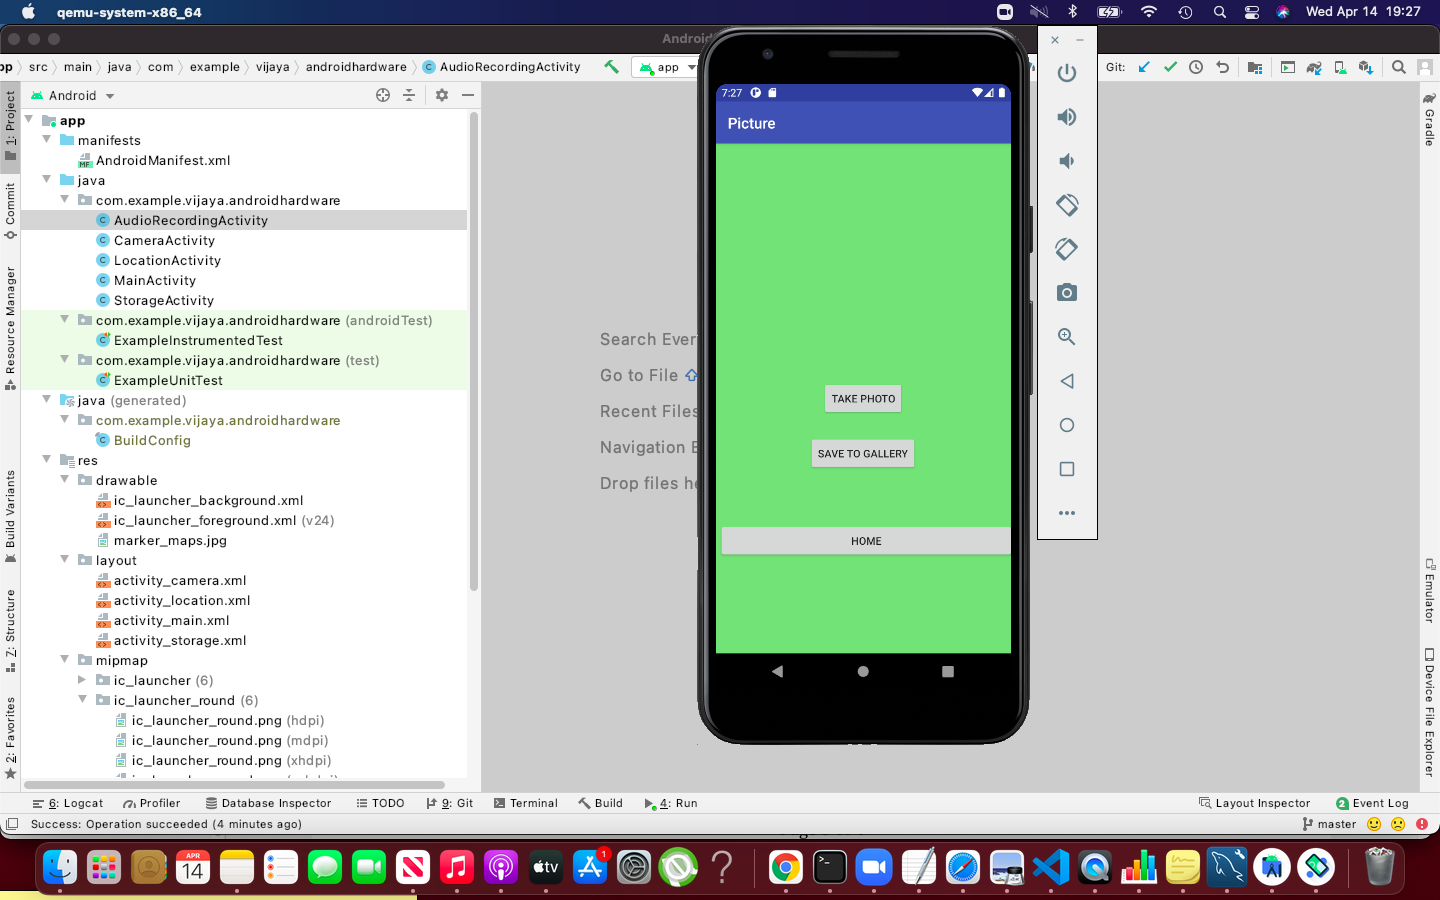 qemu-system-x86_64
Wed Apr 14 19:27
Android
pp src main java com example vijaya androidhardware AudioRecordingActivity
app
Git:
Android
app
manifests
AndroidManifest.xml
java
com.example.vijaya.androidhardware
AudioRecordingActivity
CameraActivity
LocationActivity
MainActivity
StorageActivity
com.example.vijaya.androidhardware (androidTest)
ExampleInstrumentedTest
com.example.vijaya.androidhardware (test)
ExampleUnitTest
java (generated)
com.example.vijaya.androidhardware
BuildConfig
res
drawable
ic_launcher_background.xml
ic_launcher_foreground.xml (v24)
marker_maps.jpg
layout
activity_camera.xml
activity_location.xml
activity_main.xml
activity_storage.xml
mipmap
ic_launcher (6)
ic_launcher_round (6)
ic_launcher_round.png (hdpi)
ic_launcher_round.png (mdpi)
ic_launcher_round.png (xhdpi)
1: Project
Commit
Resource Manager
Build Variants
7: Structure
2: Favorites
Search Ever
Go to File
Recent Files
Navigation B
Drop files he
7:27
Picture
TAKE PHOTO
SAVE TO GALLERY
HOME
Gradle
Emulator
Device File Explorer
6: Logcat
Profiler
Database Inspector
TODO
9: Git
Terminal
Build
4: Run
Layout Inspector
2 Event Log
Success: Operation succeeded (4 minutes ago)
master
APR
14
1
tv